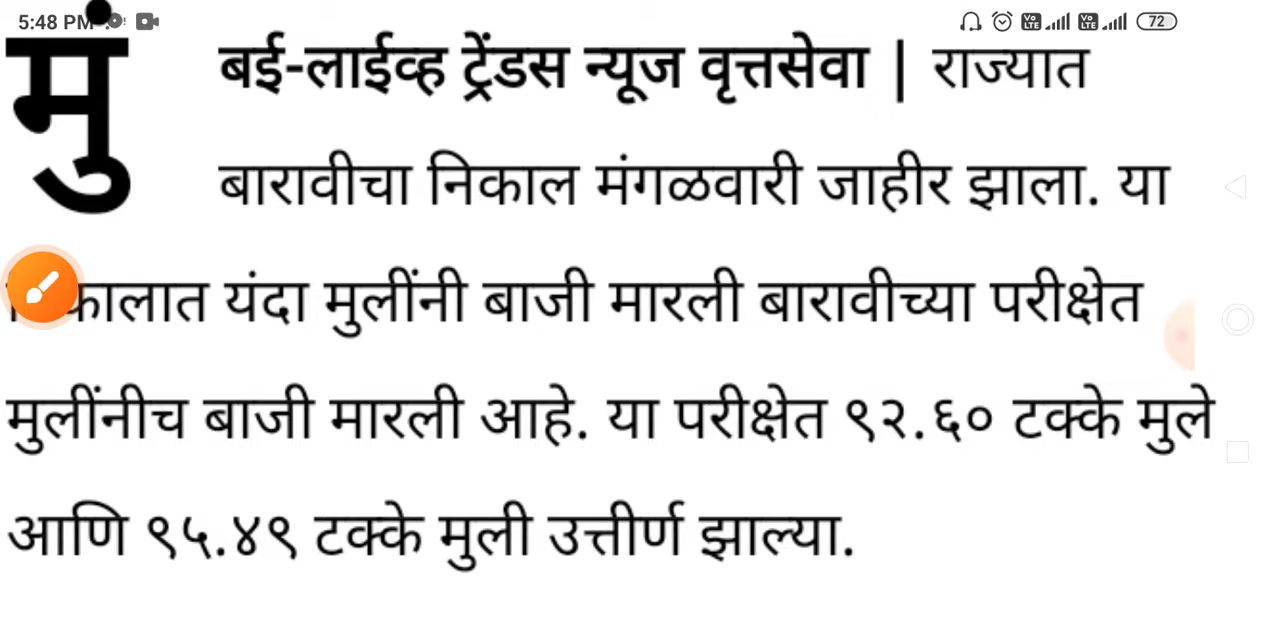 5:48 PM
72
मुंबई-लाईव्ह ट्रेंडस न्यूज वृत्तसेवा | राज्यात
बारावीचा निकाल मंगळवारी जाहीर झाला. या
यंदा मुलींनी बाजी मारली बारावीच्या परीक्षेत
मुलींनीच बाजी मारली आहे. या परीक्षेत ९२.६० टक्के मुले
आणि ९५.४९ टक्के मुली उत्तीर्ण झाल्या.